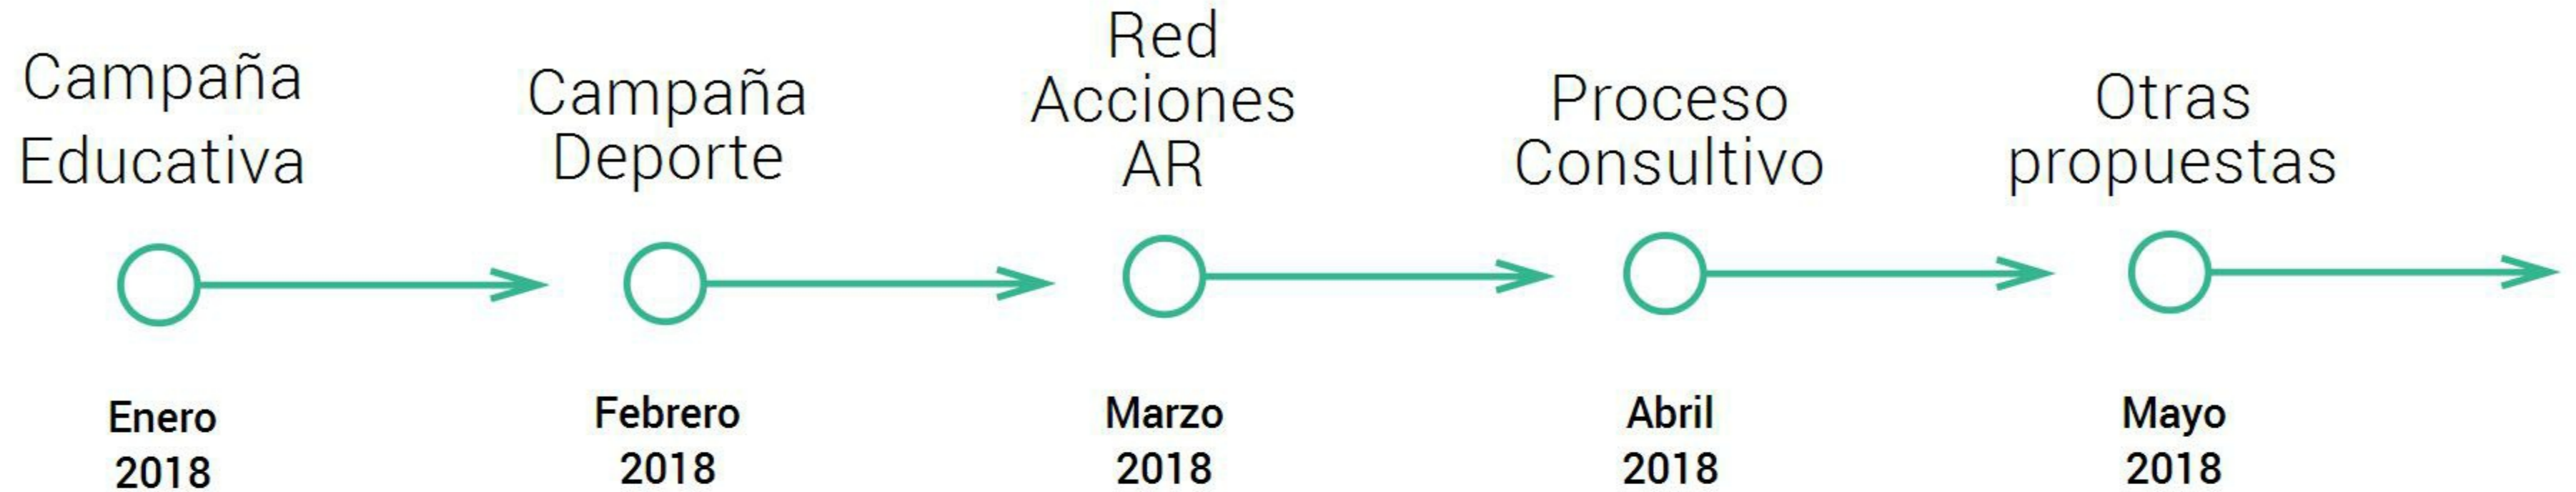 Campaña
Educativa
Campaña
Deporte
Red
Acciones
AR
Proceso
Consultivo
Otras
propuestas
Enero
2018
Febrero
2018
Marzo
2018
Abril
2018
Mayo
2018